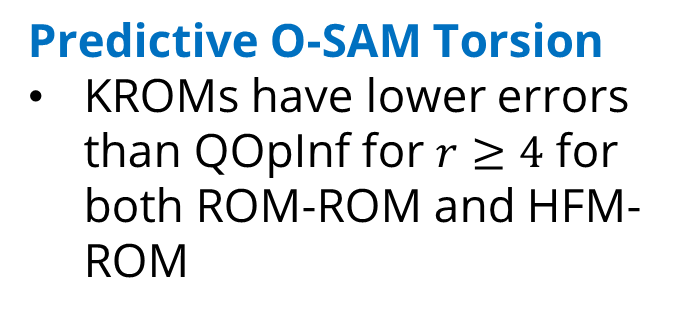 Predictive O-SAM Torsion
• KROMs have lower errors
than QOpInf for r ≥ 4 for
both ROM-ROM and HFM-
ROM